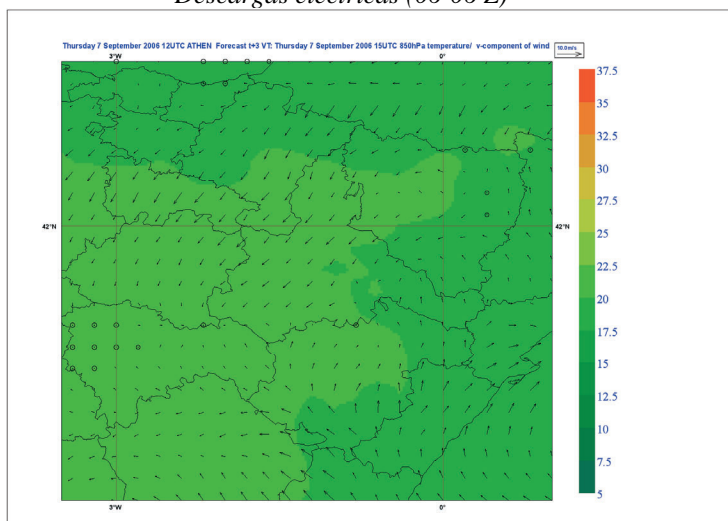 Descargas eléctricas (00-06 Z)
Thursday 7 September 2006 12UTC ATHEN Forecast t+3 VT: Thursday 7 September 2006 15UTC 850hPa temperature/ v-component of wind
10.0m/s
3°W 0°
37.5
35
32.5
30
27.5
25
22.5
20
17.5
15
12.5
10
7.5
5
42°N 42°N
3°W 0°